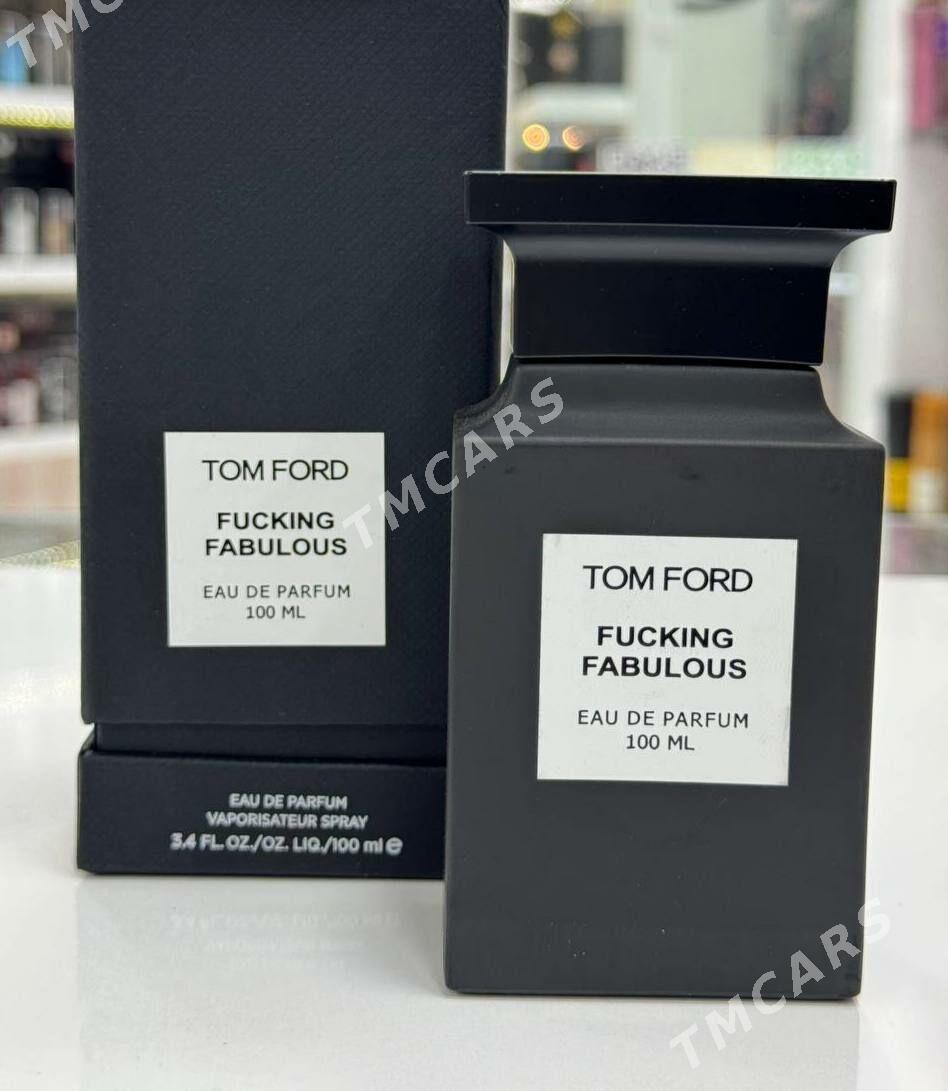 TOM FORD
FUCKING
FABULOUS
EAU DE PARFUM
100 ML
EAU DE PARFUM
VAPORISATEUR SPRAY
3.4 FL. OZ./OZ. LIQ./100 ml e
TOM FORD
FUCKING
FABULOUS
EAU DE PARFUM
100 ML
TMCARS
TMCARS